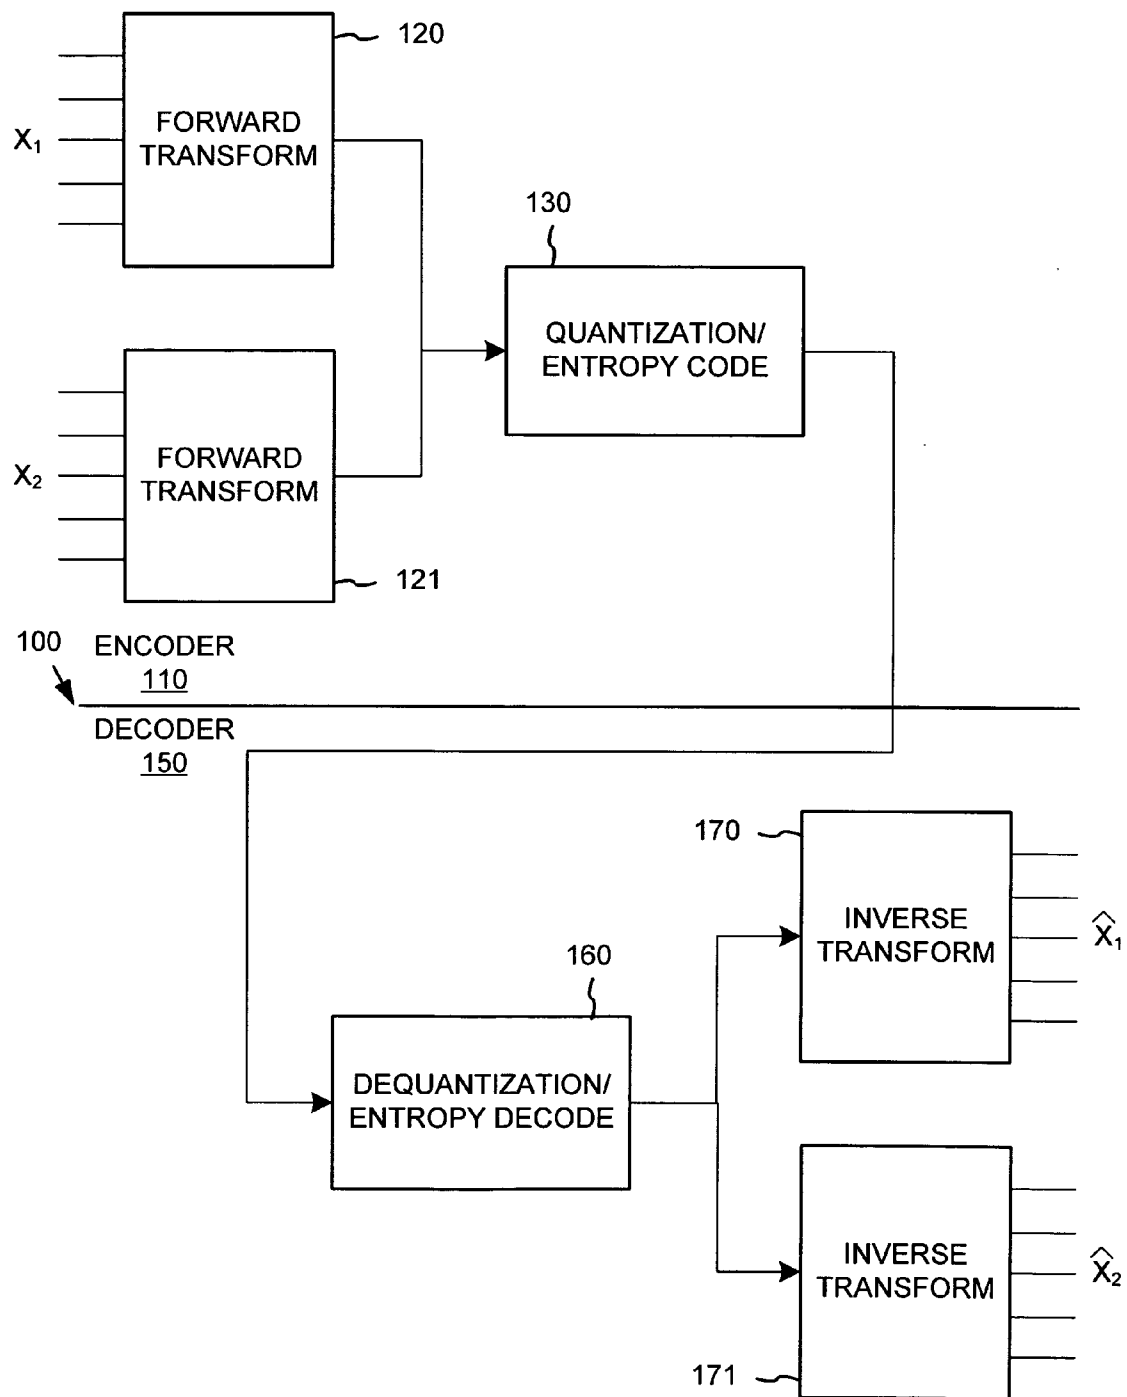 120
FORWARD
TRANSFORM
X₁
130
QUANTIZATION/
ENTROPY CODE
FORWARD
TRANSFORM
X₂
121
100
ENCODER
110
DECODER
150
170
INVERSE
TRANSFORM
X̂₁
160
DEQUANTIZATION/
ENTROPY DECODE
INVERSE
TRANSFORM
X̂₂
171